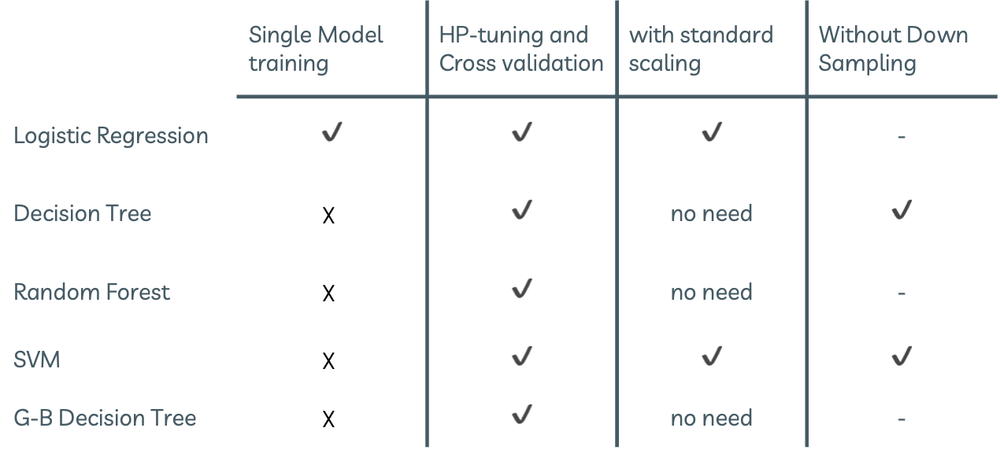 Single Model training
HP-tuning and Cross validation
with standard scaling
Without Down Sampling
Logistic Regression ✔ ✔ ✔ -
Decision Tree X ✔ no need ✔
Random Forest X ✔ no need -
SVM X ✔ ✔ ✔
G-B Decision Tree X ✔ no need -